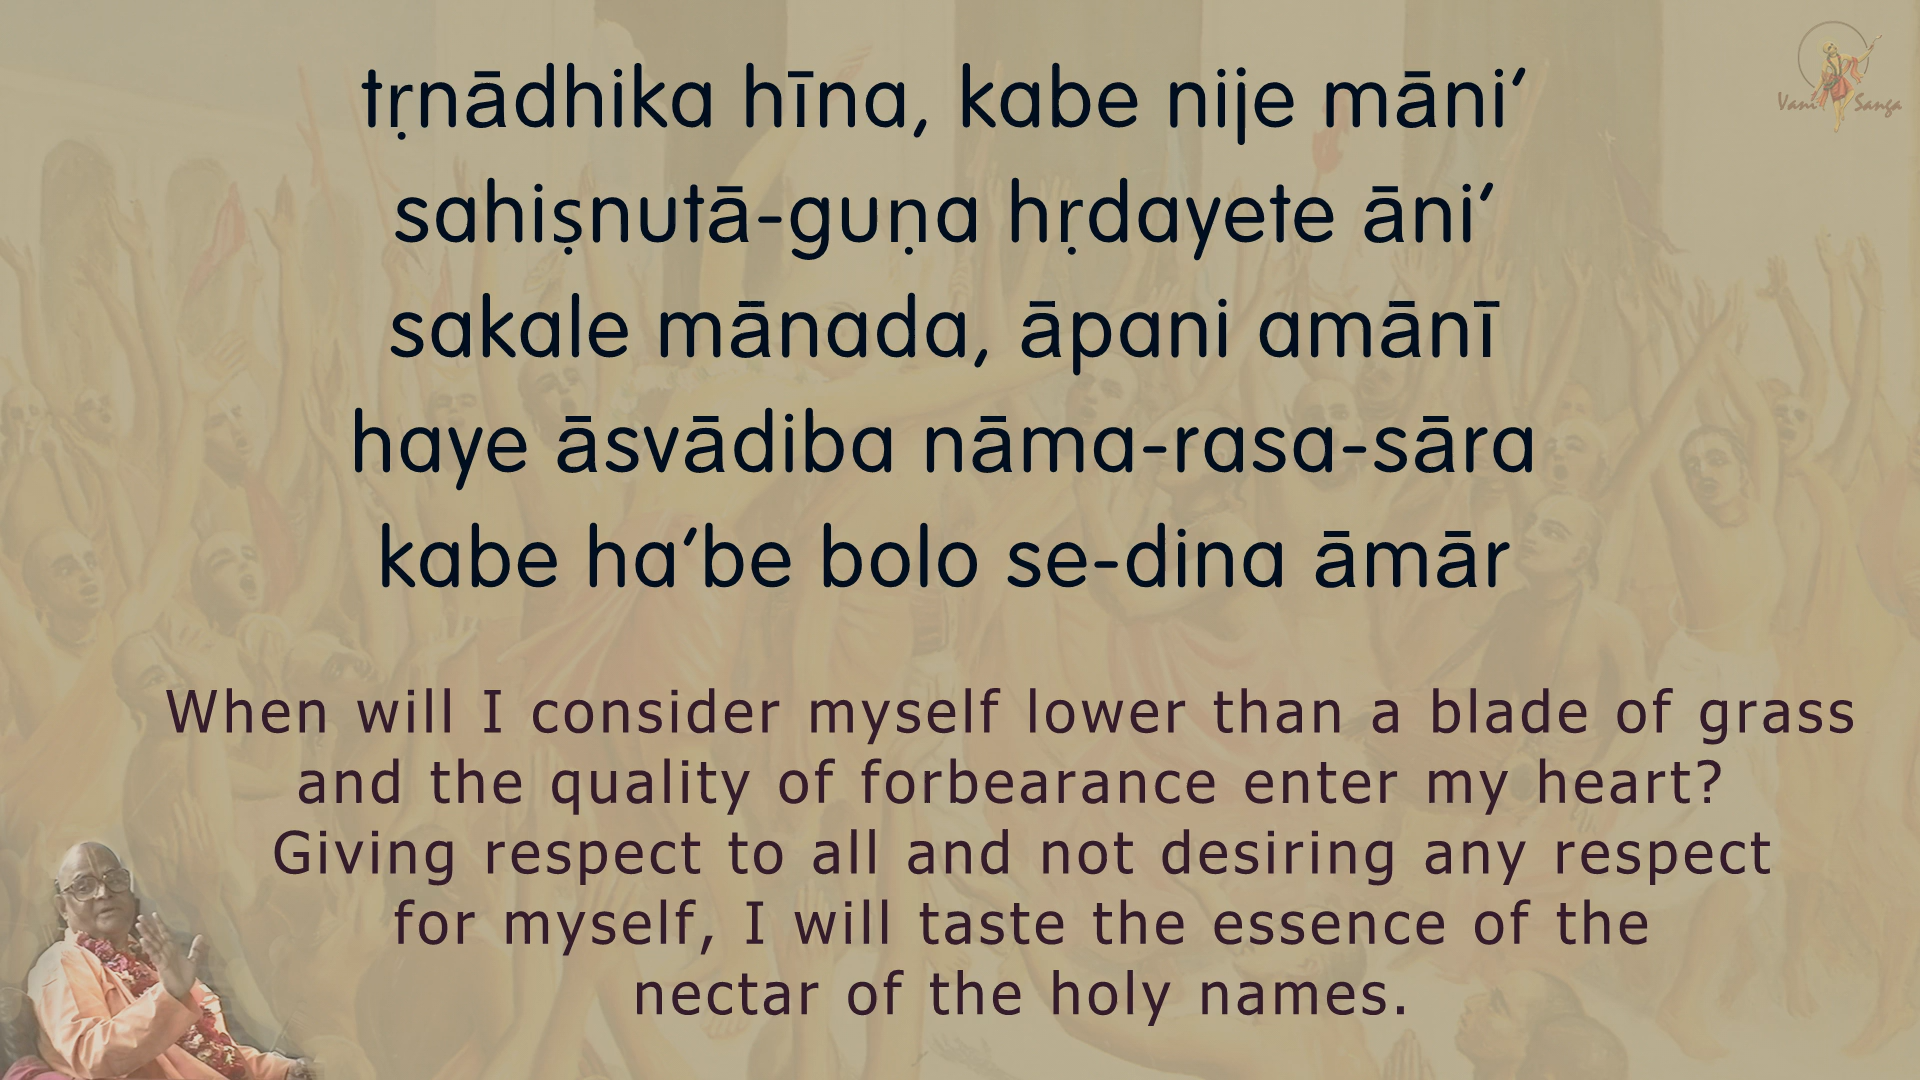 tṛnādhika hīna, kabe nije māni’
sahiṣnutā-guṇa hṛdayete āni’
sakale mānada, āpani amānī
haye āsvādiba nāma-rasa-sāra
kabe ha’be bolo se-dina āmār
When will I consider myself lower than a blade of grass
and the quality of forbearance enter my heart?
Giving respect to all and not desiring any respect
for myself, I will taste the essence of the
nectar of the holy names.
Vani Sanga